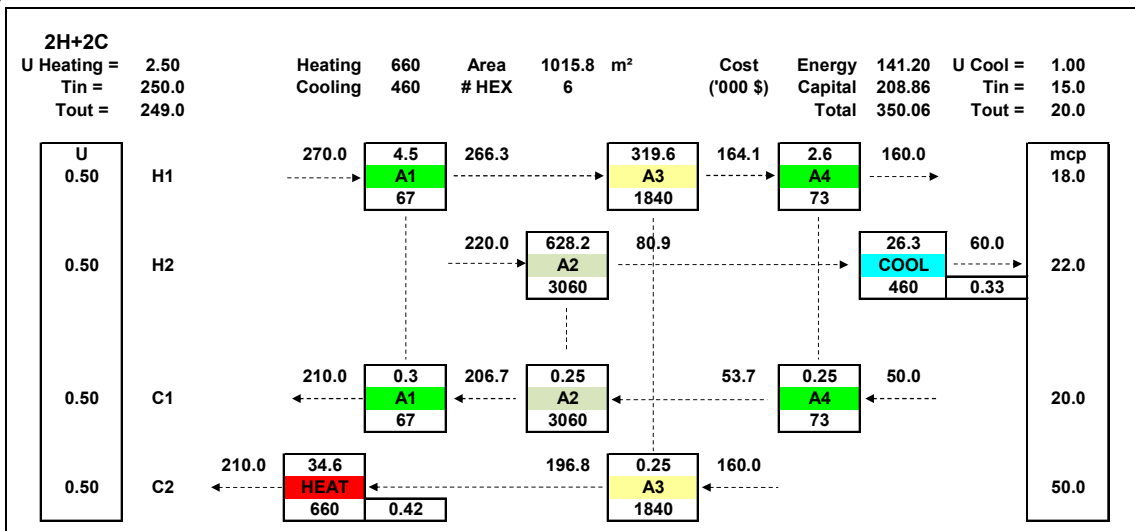 2H+2C
U Heating = 2.50 Heating 660 Area 1015.8 m² Cost Energy 141.20 U Cool = 1.00
Tin = 250.0 Cooling 460 # HEX 6 ('000 $) Capital 208.86 Tin = 15.0
Tout = 249.0 Total 350.06 Tout = 20.0
U 270.0 4.5 266.3 319.6 164.1 2.6 160.0 mcp
0.50 H1 A1 A3 A4 18.0
67 1840 73
220.0 628.2 80.9 26.3 60.0
0.50 H2 A2 COOL 22.0
3060 460 0.33
210.0 0.3 206.7 0.25 53.7 0.25 50.0
0.50 C1 A1 A2 A4 20.0
67 3060 73
210.0 34.6 196.8 0.25 160.0
0.50 C2 HEAT A3 50.0
660 0.42 1840